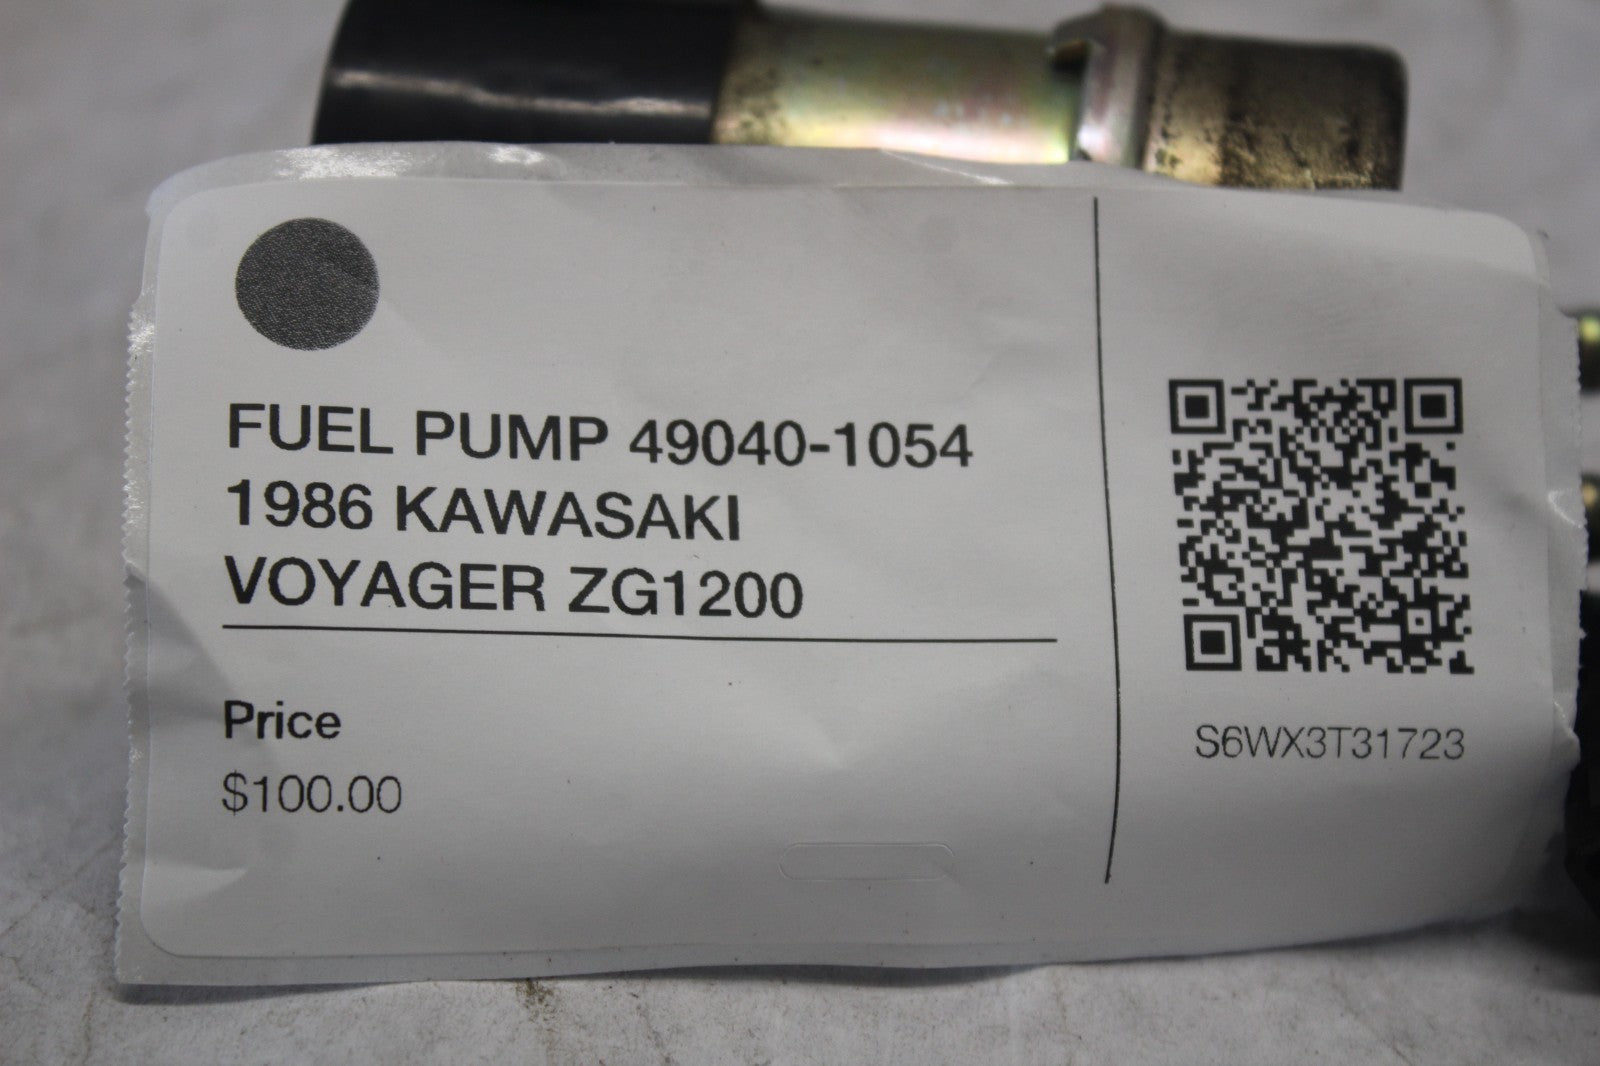 FUEL PUMP 49040-1054
1986 KAWASAKI
VOYAGER ZG1200
Price
$100.00
S6WX3T31723